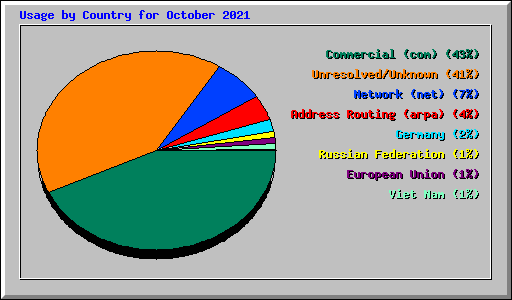 Usage by Country for October 2021
Commercial (com) (43%)
Unresolved/Unknown (41%)
Network (net) (7%)
Address Routing (arpa) (4%)
Germany (2%)
Russian Federation (1%)
European Union (1%)
Viet Nam (1%)